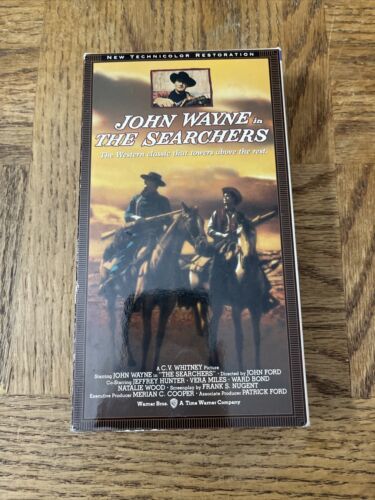 NEW TECHNICOLOR RESTORATION
JOHN WAYNE in
THE SEARCHERS
The Western classic that towers above the rest.
A C.V. WHITNEY Picture
Starring JOHN WAYNE in "THE SEARCHERS" · Directed by JOHN FORD
Co-Starring JEFFREY HUNTER · VERA MILES · WARD BOND
NATALIE WOOD · Screenplay by FRANK S. NUGENT
Executive Producer MERIAN C. COOPER · Associate Producer PATRICK FORD
Warner Bros. WB A Time Warner Company